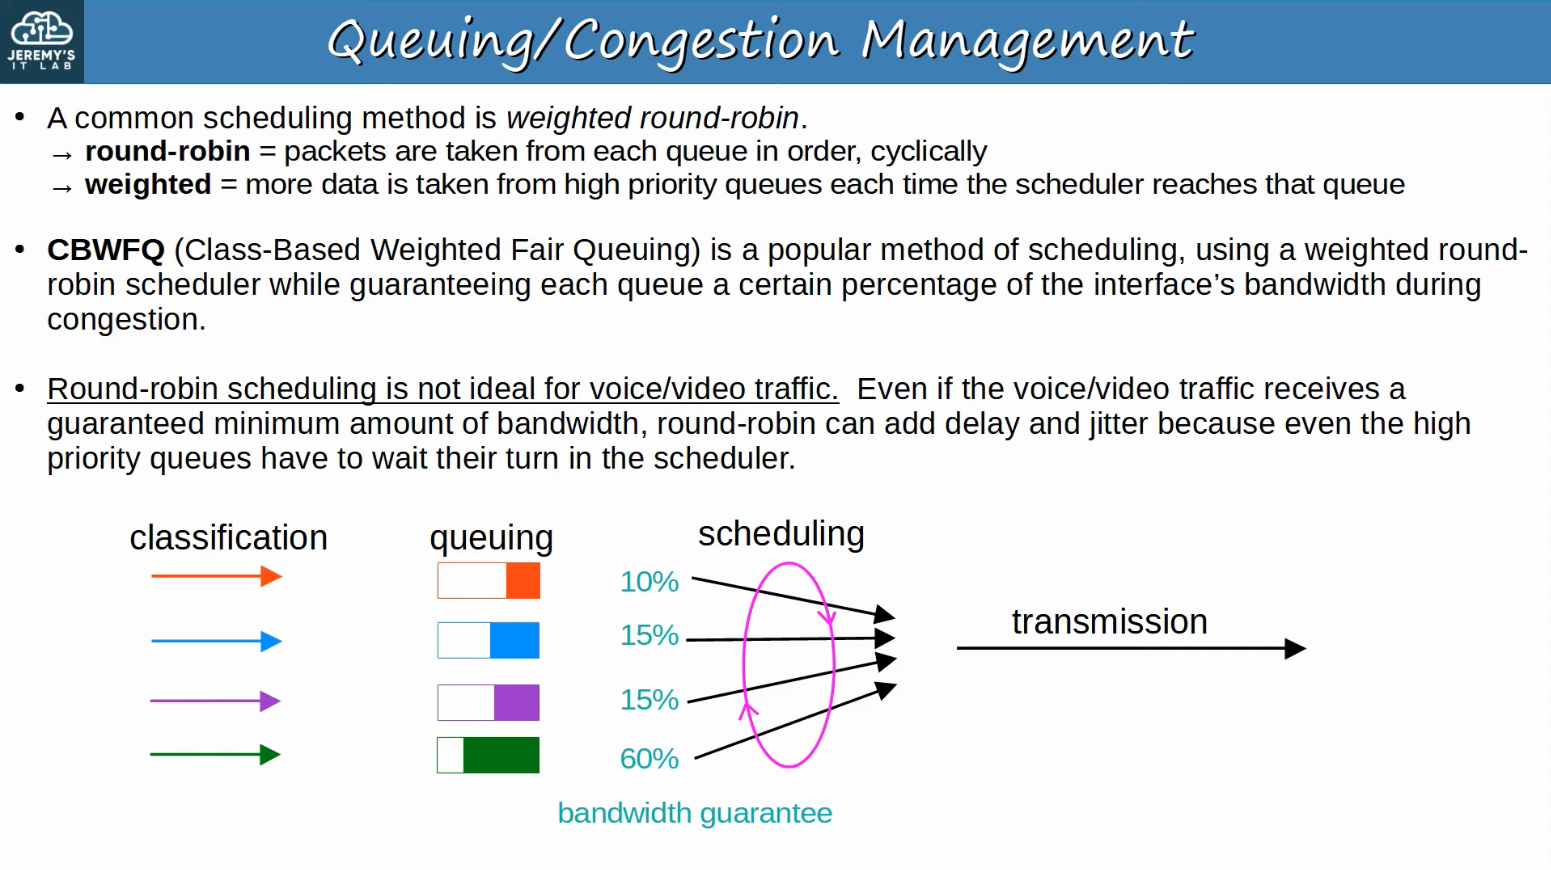 JEREMY'S
IT LAB
Queuing/Congestion Management
• A common scheduling method is weighted round-robin.
→ round-robin = packets are taken from each queue in order, cyclically
→ weighted = more data is taken from high priority queues each time the scheduler reaches that queue
• CBWFQ (Class-Based Weighted Fair Queuing) is a popular method of scheduling, using a weighted round-
robin scheduler while guaranteeing each queue a certain percentage of the interface’s bandwidth during
congestion.
• Round-robin scheduling is not ideal for voice/video traffic.  Even if the voice/video traffic receives a
guaranteed minimum amount of bandwidth, round-robin can add delay and jitter because even the high
priority queues have to wait their turn in the scheduler.
classification
queuing
scheduling
10%
15%
15%
60%
transmission
bandwidth guarantee